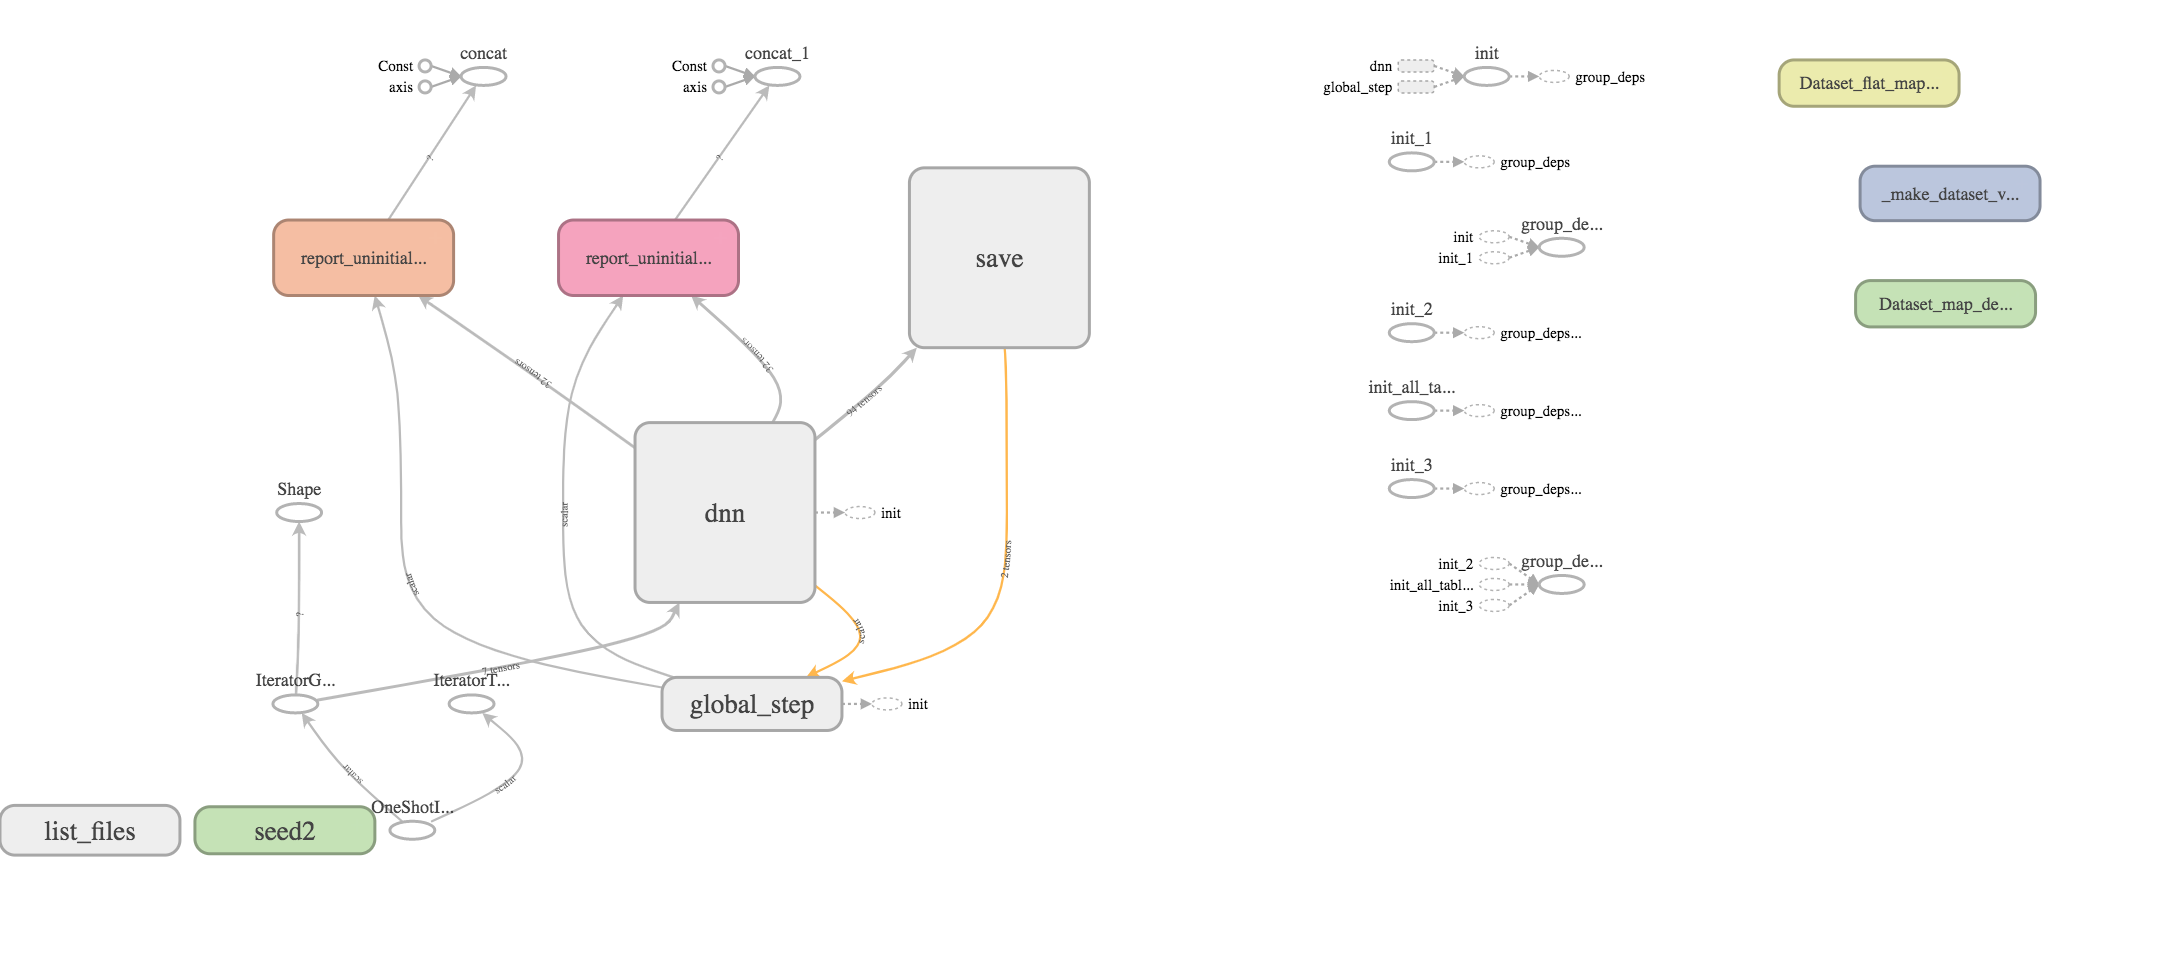 concat
Const
axis
concat_1
Const
axis
?
?
report_uninitial...
report_uninitial...
save
32 tensors
32 tensors
94 tensors
Shape
dnn
init
scalar
scalar
2 tensors
scalar
?
7 tensors
IteratorG...
IteratorT...
global_step
init
scalar
scalar
OneShotI...
list_files
seed2
init
dnn
global_step
group_deps
init_1
group_deps
group_de...
init
init_1
init_2
group_deps...
init_all_ta...
group_deps...
init_3
group_deps...
group_de...
init_2
init_all_tabl...
init_3
Dataset_flat_map...
_make_dataset_v...
Dataset_map_de...